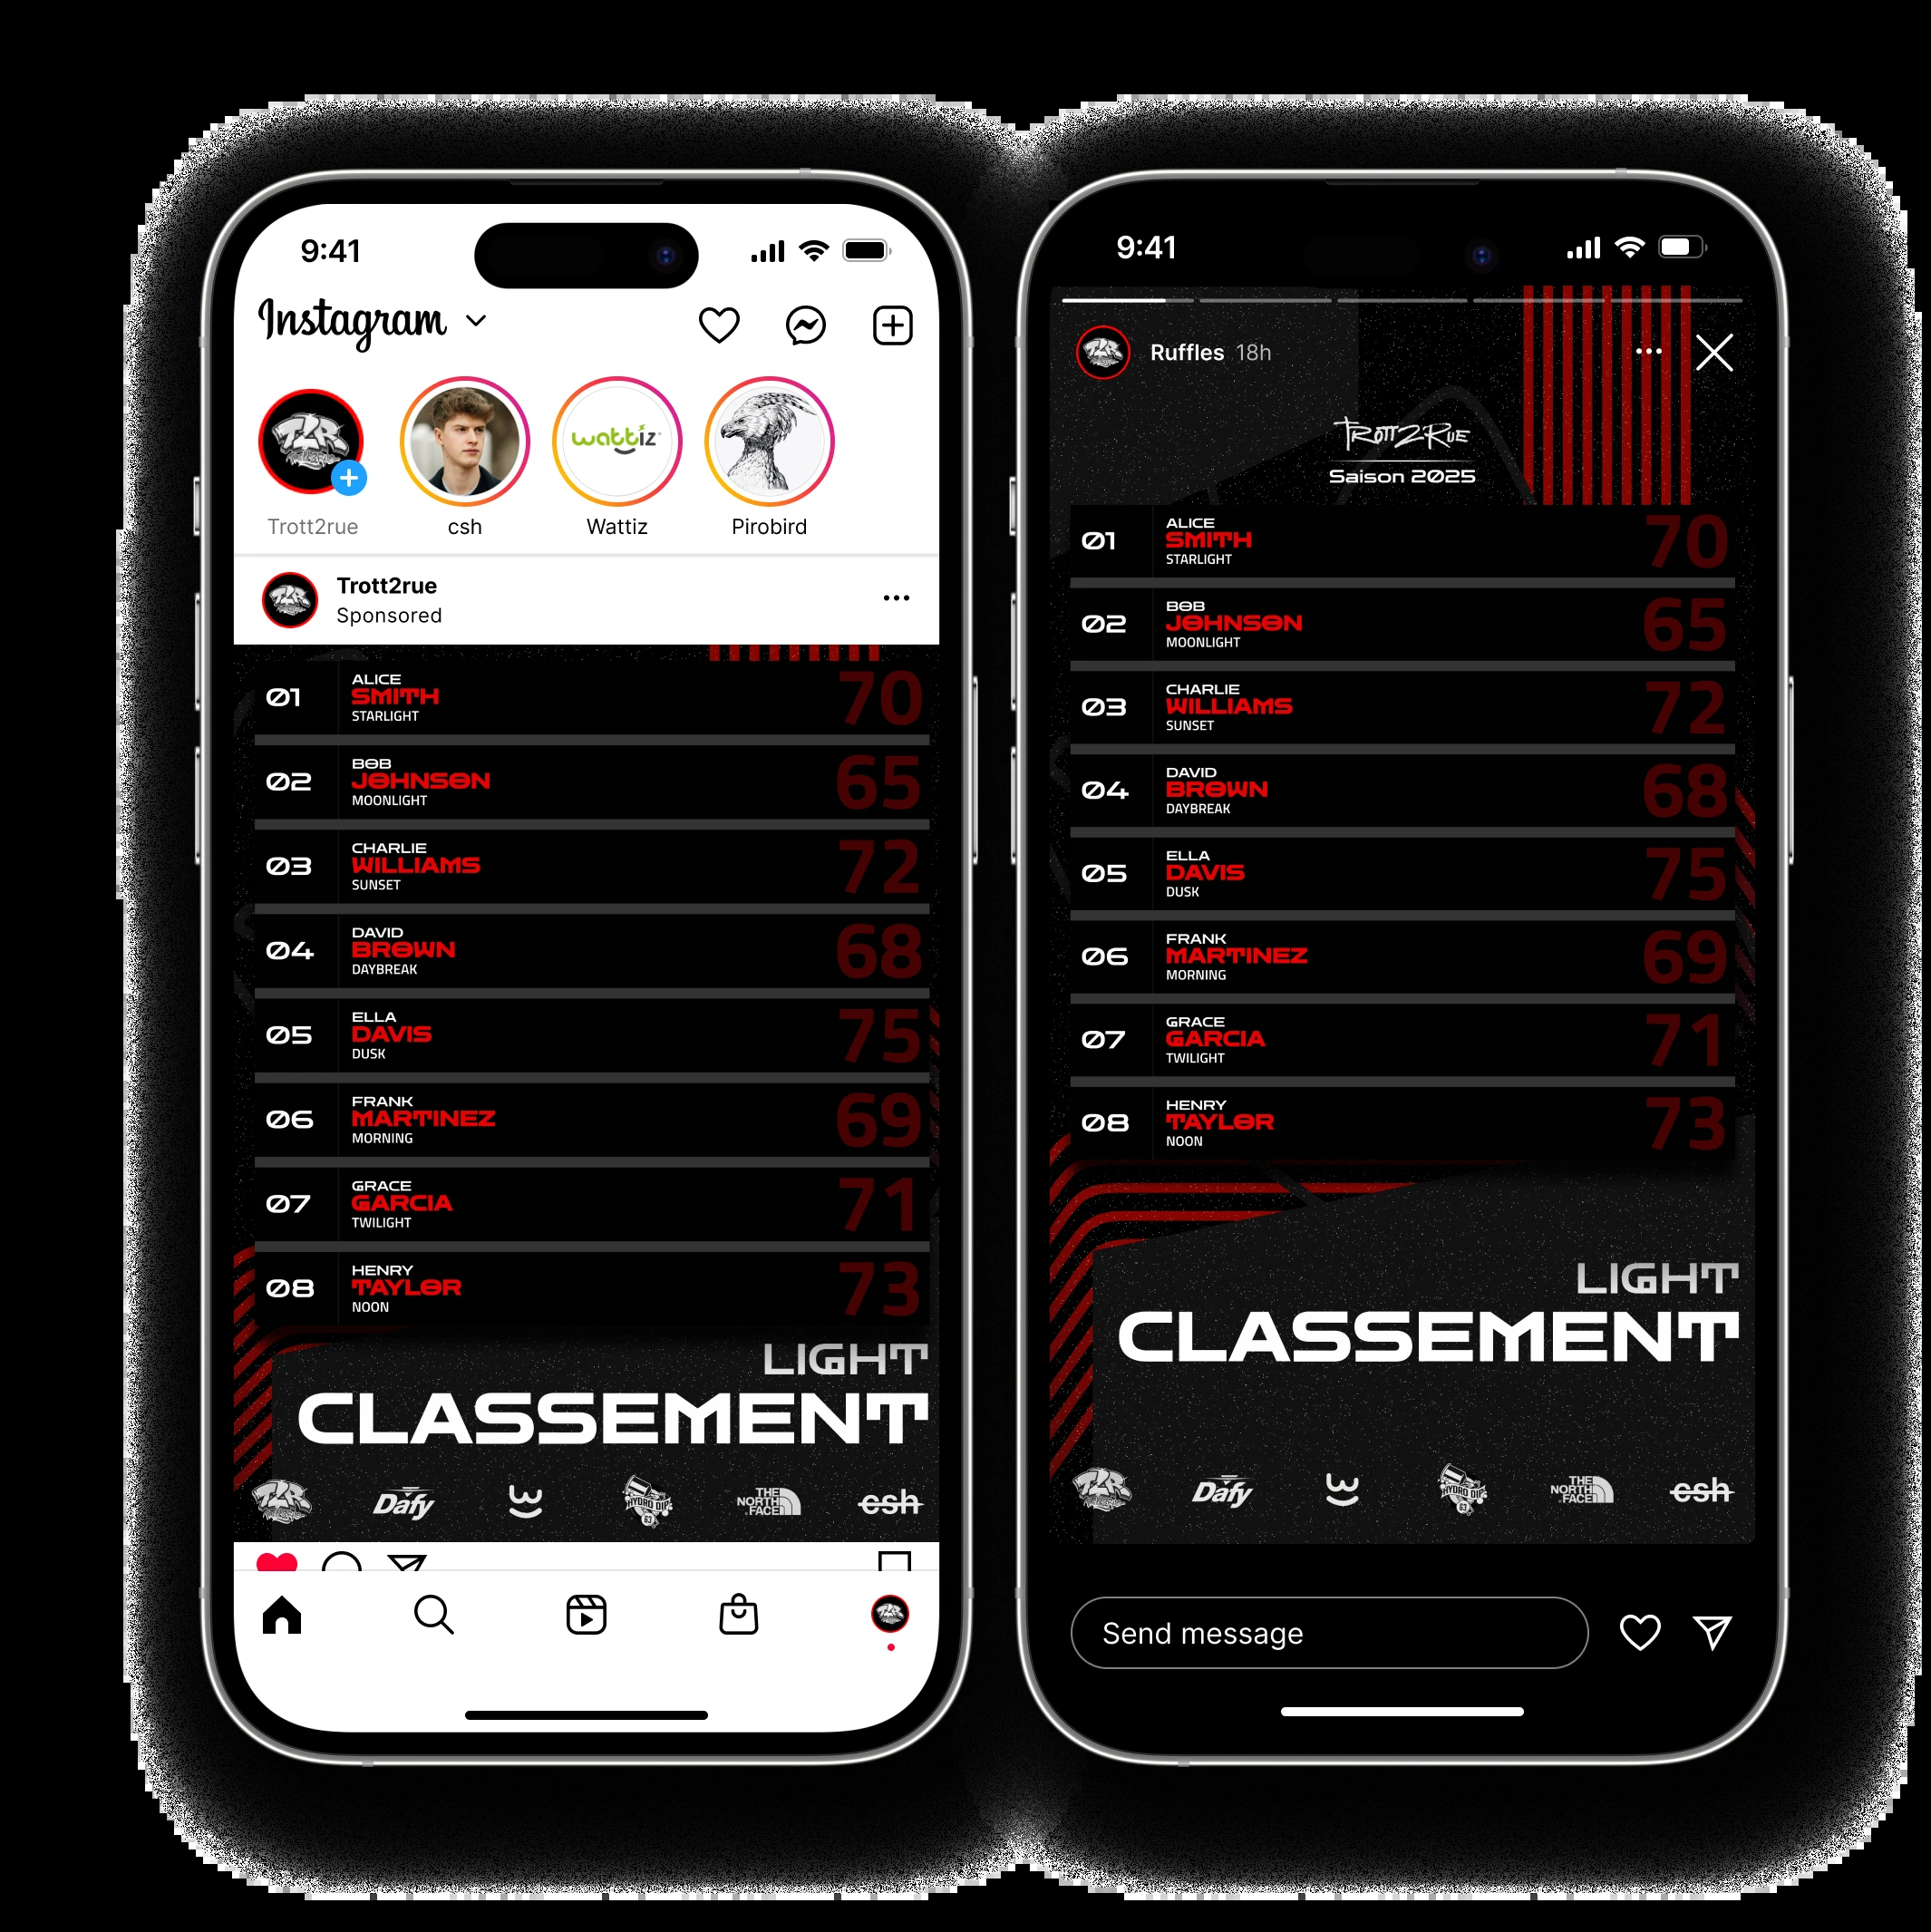 9:41
Instagram
Trott2rue
csh
wattiz
Wattiz
Pirobird
Trott2rue
Sponsored
01
ALICE
SMITH
STARLIGHT
70
02
BOB
JOHNSON
MOONLIGHT
65
03
CHARLIE
WILLIAMS
SUNSET
72
04
DAVID
BROWN
DAYBREAK
68
05
ELLA
DAVIS
DUSK
75
06
FRANK
MARTINEZ
MORNING
69
07
GRACE
GARCIA
TWILIGHT
71
08
HENRY
TAYLOR
NOON
73
LIGHT
CLASSEMENT
T2R
Dafy
HYDRO DIP
63
THE
NORTH
FACE
csh
9:41
Ruffles 18h
TROTT2RUE
Saison 2025
01
ALICE
SMITH
STARLIGHT
70
02
BOB
JOHNSON
MOONLIGHT
65
03
CHARLIE
WILLIAMS
SUNSET
72
04
DAVID
BROWN
DAYBREAK
68
05
ELLA
DAVIS
DUSK
75
06
FRANK
MARTINEZ
MORNING
69
07
GRACE
GARCIA
TWILIGHT
71
08
HENRY
TAYLOR
NOON
73
LIGHT
CLASSEMENT
T2R
Dafy
HYDRO DIP
63
THE
NORTH
FACE
csh
Send message